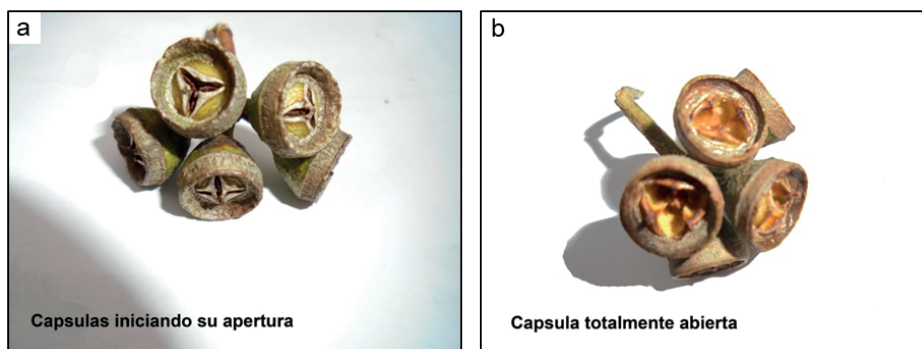 a
b
Capsulas iniciando su apertura
Capsula totalmente abierta